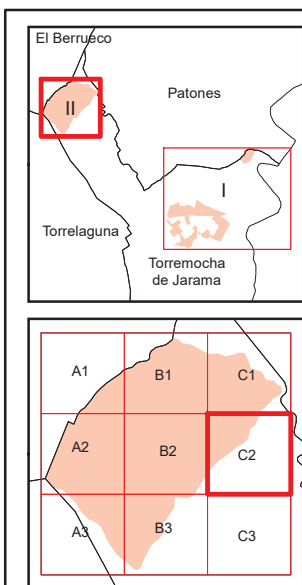 El Berrueco
Patones
II
I
Torrelaguna
Torremocha
de Jarama
A1
B1
C1
A2
B2
C2
A3
B3
C3